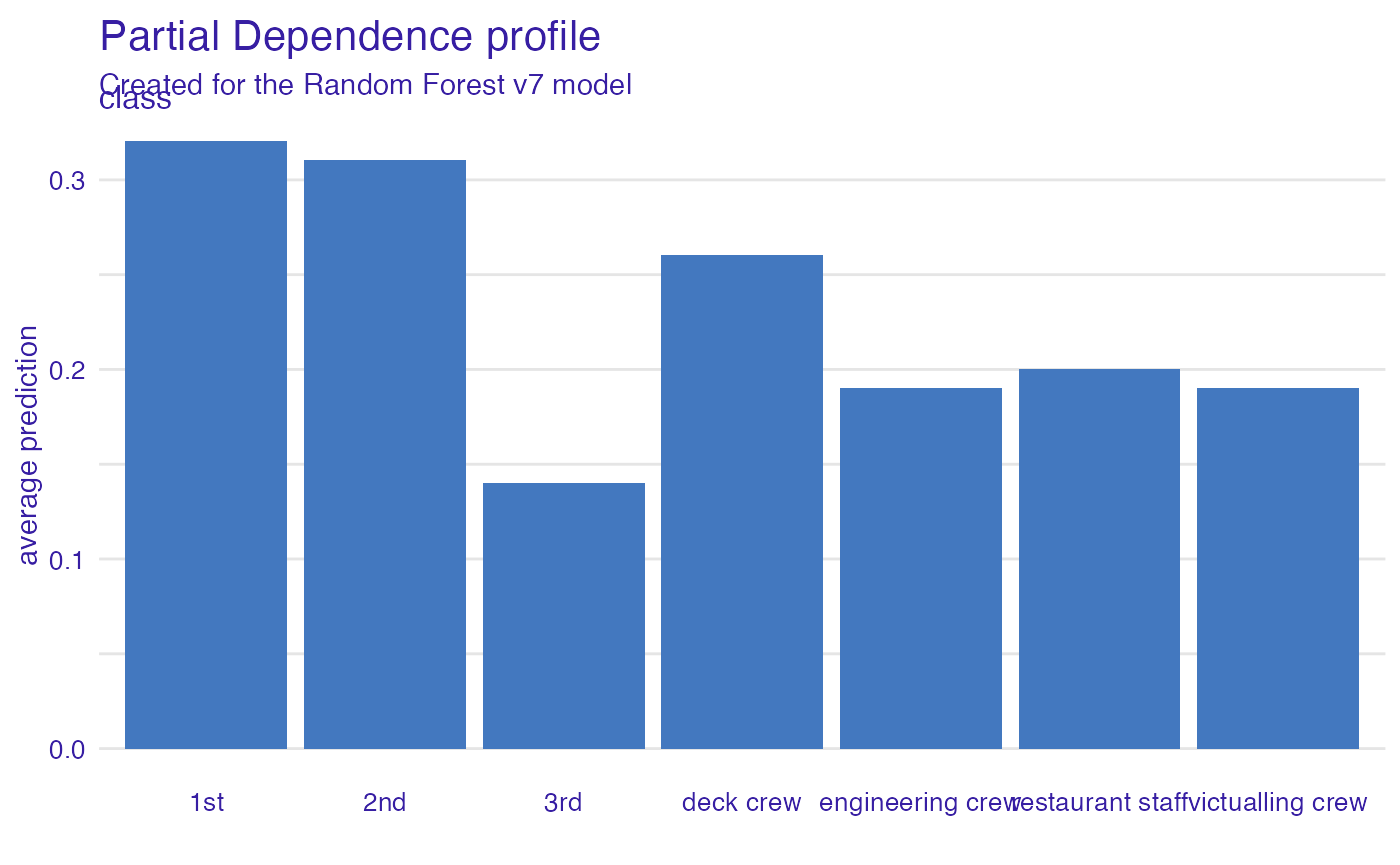 Partial Dependence profile
Created for the Random Forest v7 model
class
average prediction
0.3
0.2
0.1
0.0
1st 2nd 3rd deck crew engineering crew restaurant staff victualling crew